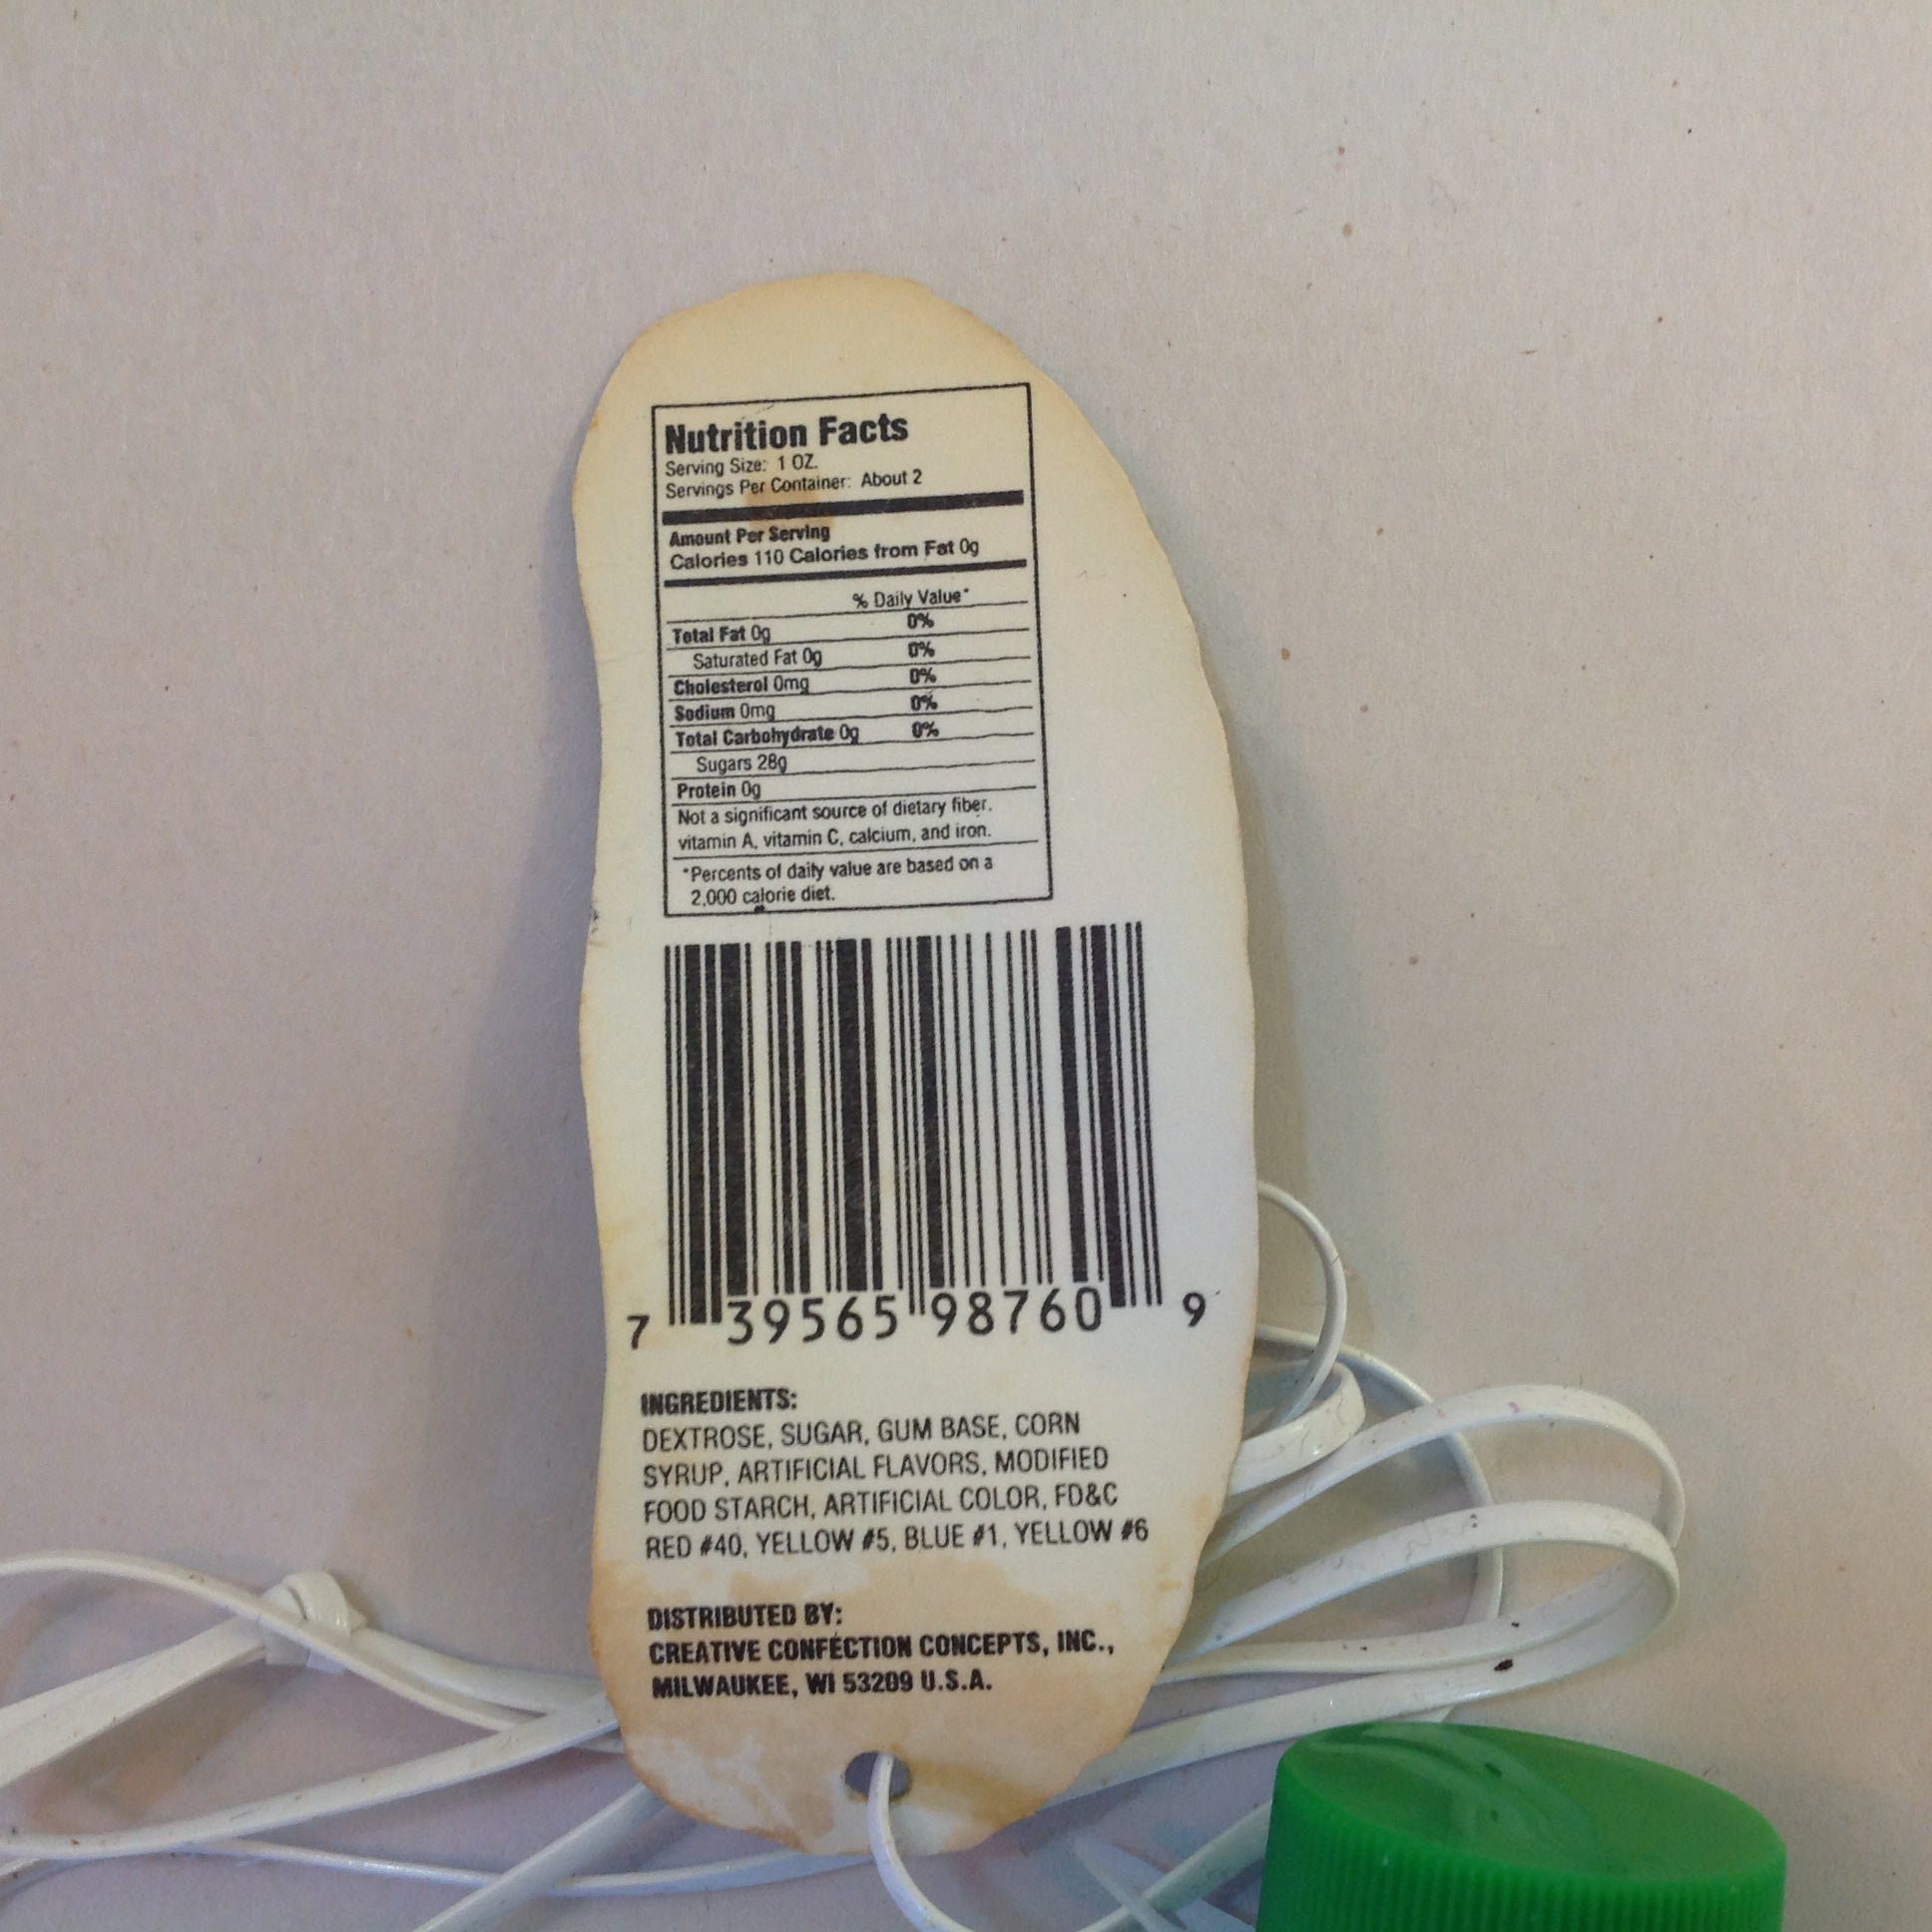 Nutrition Facts
Serving Size: 1 OZ.
Servings Per Container: About 2
Amount Per Serving
Calories 110 Calories from Fat 0g
% Daily Value*
Total Fat 0g 0%
Saturated Fat 0g 0%
Cholesterol 0mg 0%
Sodium 0mg 0%
Total Carbohydrate 0g 0%
Sugars 28g
Protein 0g
Not a significant source of dietary fiber,
vitamin A, vitamin C, calcium, and iron.
*Percents of daily value are based on a
2,000 calorie diet.
7 39565 98760 9
INGREDIENTS:
DEXTROSE, SUGAR, GUM BASE, CORN
SYRUP, ARTIFICIAL FLAVORS, MODIFIED
FOOD STARCH, ARTIFICIAL COLOR, FD&C
RED #40, YELLOW #5, BLUE #1, YELLOW #6
DISTRIBUTED BY:
CREATIVE CONFECTION CONCEPTS, INC.,
MILWAUKEE, WI 53209 U.S.A.